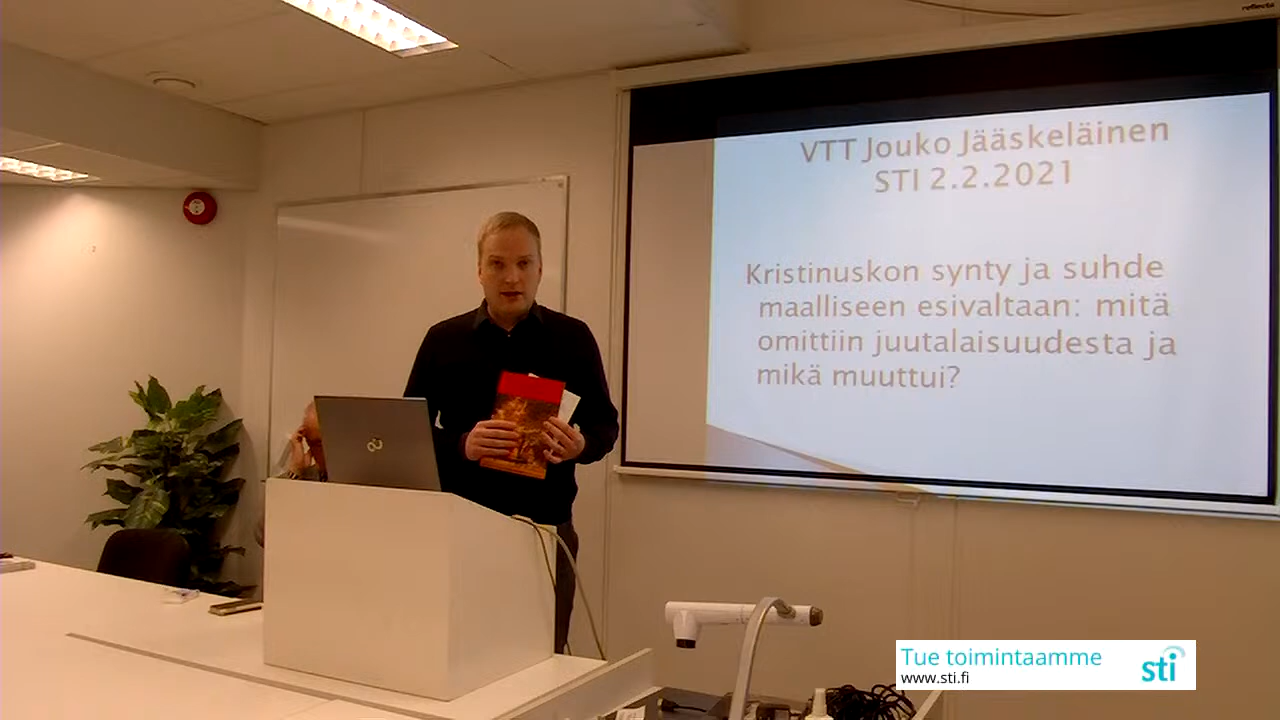 reflecta
VTT Jouko Jääskeläinen
STI 2.2.2021
Kristinuskon synty ja suhde
maalliseen esivaltaan: mitä
omittiin juutalaisuudesta ja
mikä muuttui?
Tue toimintaamme
www.sti.fi
sti